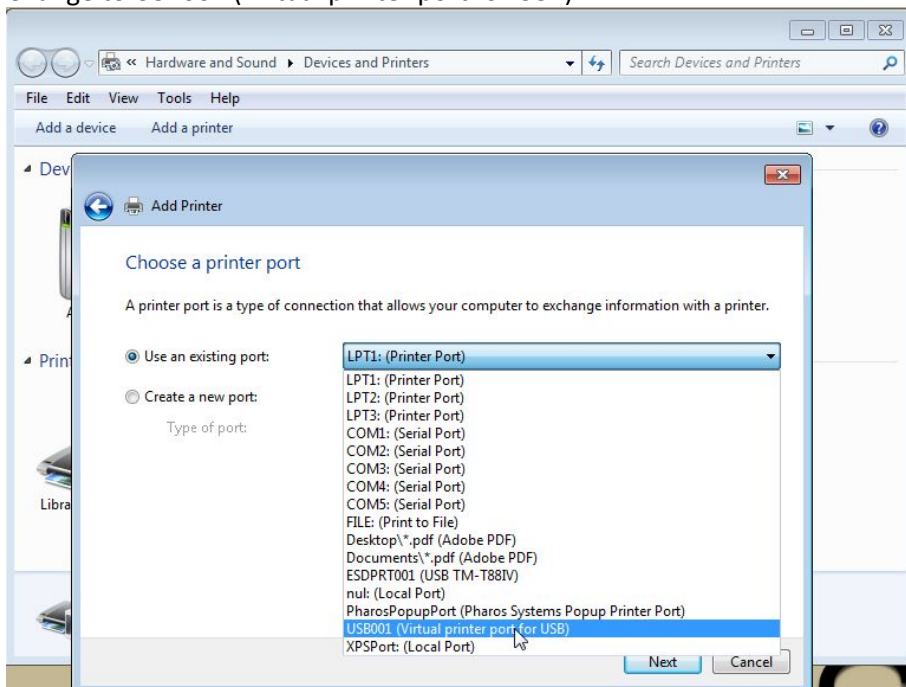 Hardware and Sound
Devices and Printers
Search Devices and Printers
File Edit View Tools Help
Add a device Add a printer
Dev
Add Printer
Choose a printer port
A printer port is a type of connection that allows your computer to exchange information with a printer.
Prin
Use an existing port: LPT1: (Printer Port)
LPT1: (Printer Port)
Create a new port: LPT2: (Printer Port)
LPT3: (Printer Port)
Type of port: COM1: (Serial Port)
COM2: (Serial Port)
COM3: (Serial Port)
COM4: (Serial Port)
Libra COM5: (Serial Port)
FILE: (Print to File)
Desktop\*.pdf (Adobe PDF)
Documents\*.pdf (Adobe PDF)
ESDPRT001 (USB TM-T88IV)
nul: (Local Port)
PharosPopupPort (Pharos Systems Popup Printer Port)
USB001 (Virtual printer port for USB)
XPSPort: (Local Port)
Next Cancel